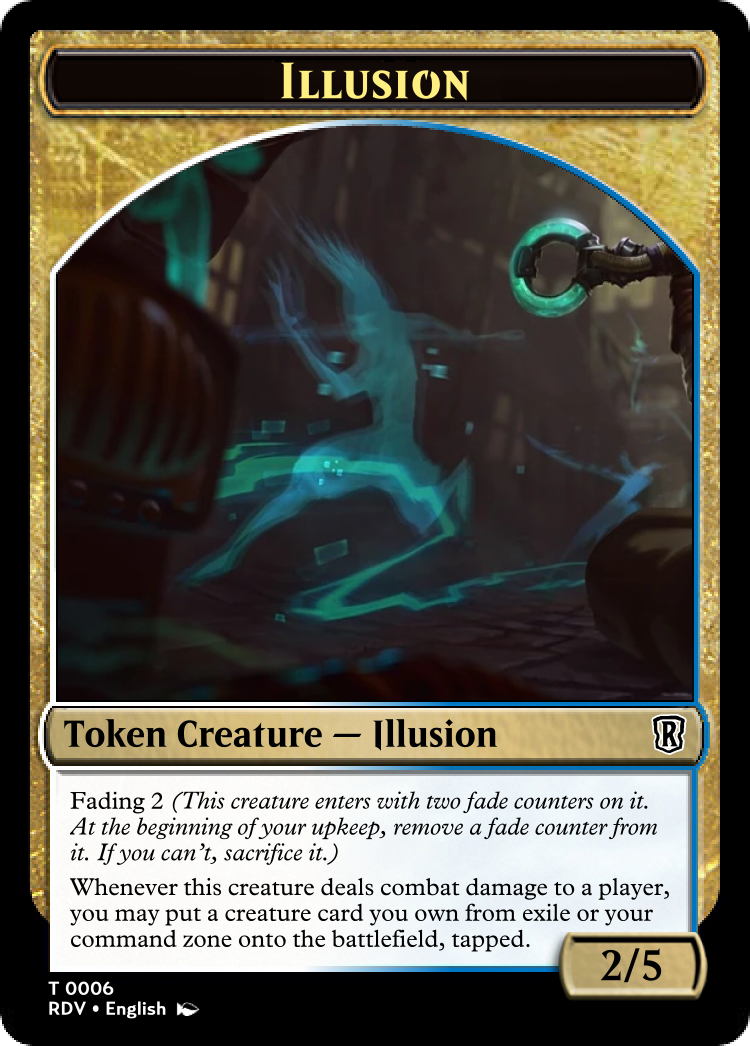 Illusion
Token Creature — Illusion
R
Fading 2 (This creature enters with two fade counters on it.
At the beginning of your upkeep, remove a fade counter from
it. If you can't, sacrifice it.)
Whenever this creature deals combat damage to a player,
you may put a creature card you own from exile or your
command zone onto the battlefield, tapped.
2/5
T 0006
RDV • English